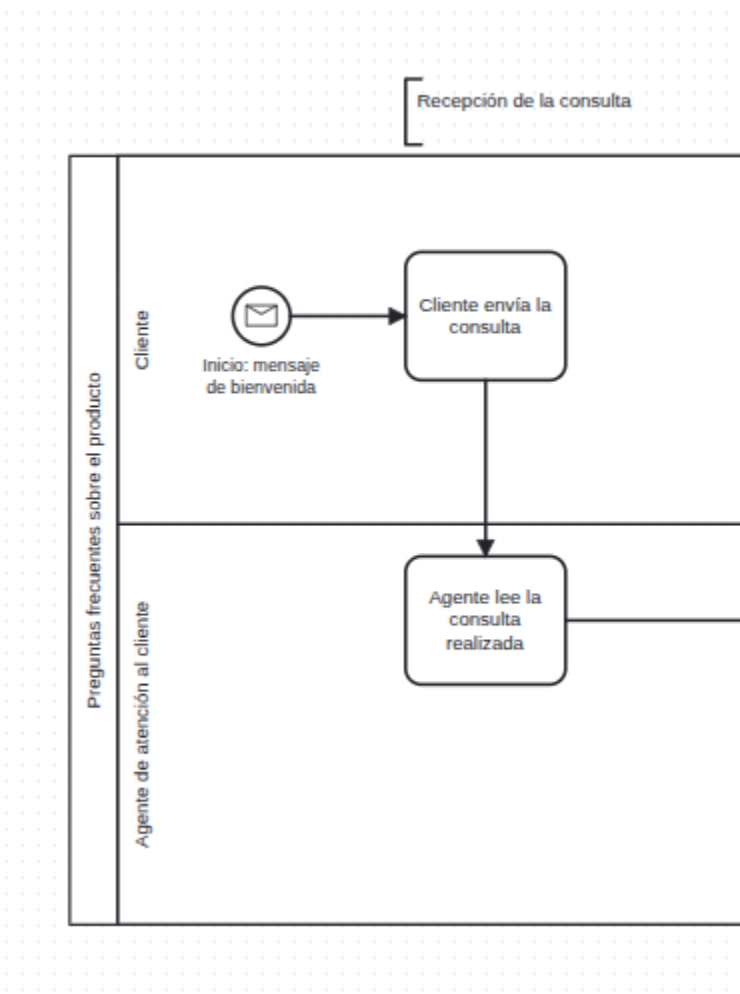 Recepción de la consulta
Preguntas frecuentes sobre el producto
Cliente
Inicio: mensaje
de bienvenida
Cliente envía la
consulta
Agente de atención al cliente
Agente lee la
consulta
realizada